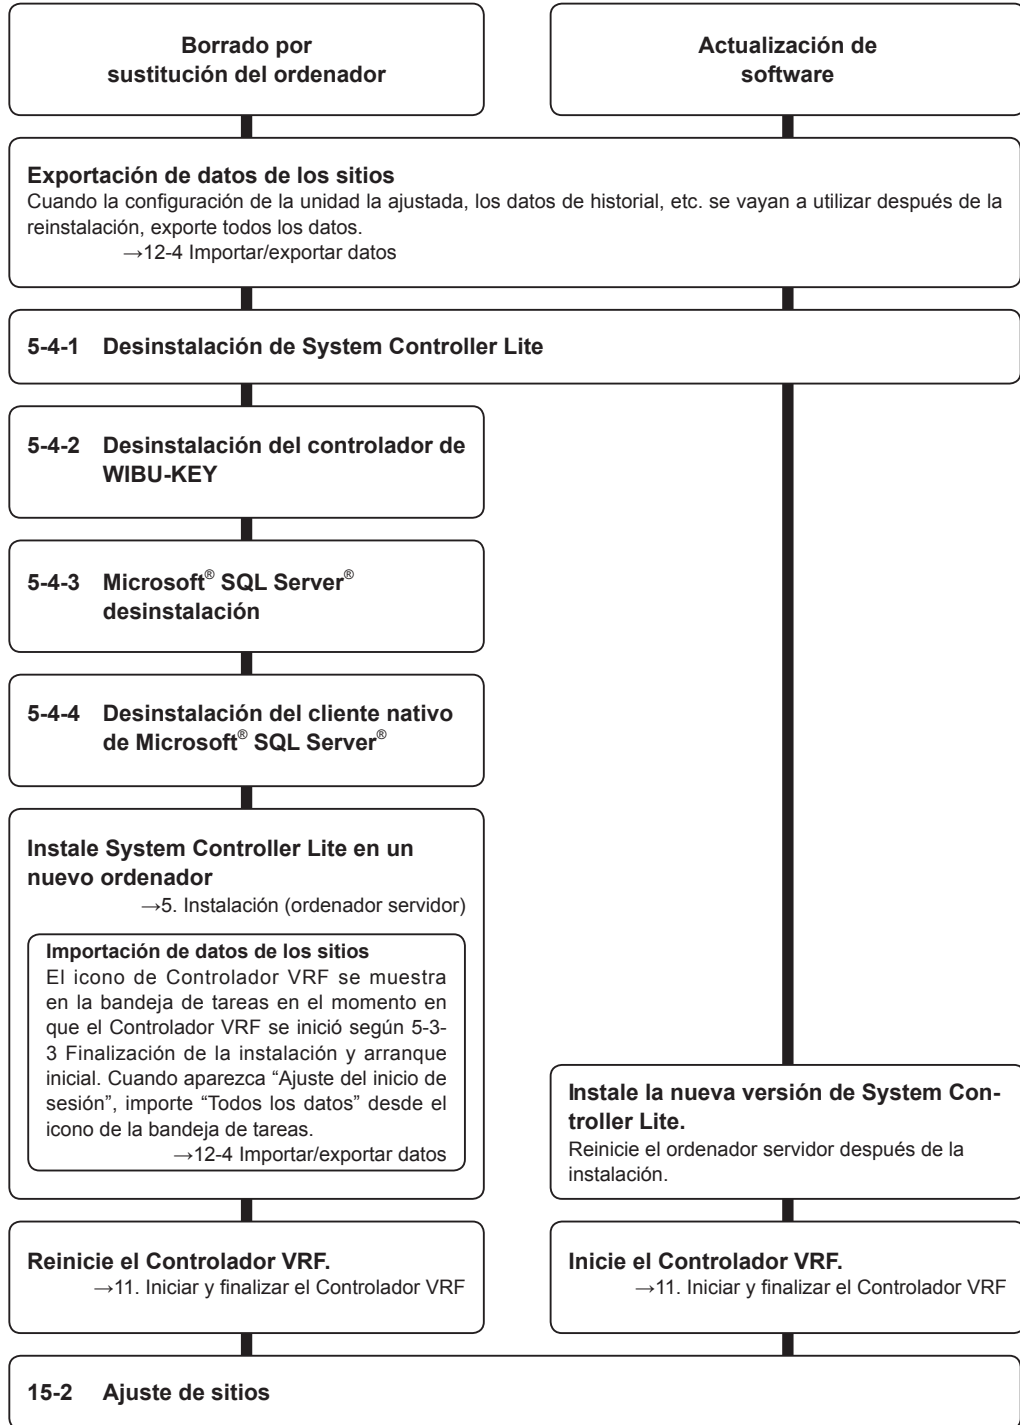 Borrado por
sustitución del ordenador
Actualización de
software
Exportación de datos de los sitios
Cuando la configuración de la unidad la ajustada, los datos de historial, etc. se vayan a utilizar después de la
reinstalación, exporte todos los datos.
→12-4 Importar/exportar datos
5-4-1 Desinstalación de System Controller Lite
5-4-2 Desinstalación del controlador de
WIBU-KEY
5-4-3 Microsoft® SQL Server®
desinstalación
5-4-4 Desinstalación del cliente nativo
de Microsoft® SQL Server®
Instale System Controller Lite en un
nuevo ordenador
→5. Instalación (ordenador servidor)
Importación de datos de los sitios
El icono de Controlador VRF se muestra
en la bandeja de tareas en el momento en
que el Controlador VRF se inició según 5-3-
3 Finalización de la instalación y arranque
inicial. Cuando aparezca “Ajuste del inicio de
sesión”, importe “Todos los datos” desde el
icono de la bandeja de tareas.
→12-4 Importar/exportar datos
Instale la nueva versión de System Con-
troller Lite.
Reinicie el ordenador servidor después de la
instalación.
Reinicie el Controlador VRF.
→11. Iniciar y finalizar el Controlador VRF
Inicie el Controlador VRF.
→11. Iniciar y finalizar el Controlador VRF
15-2 Ajuste de sitios